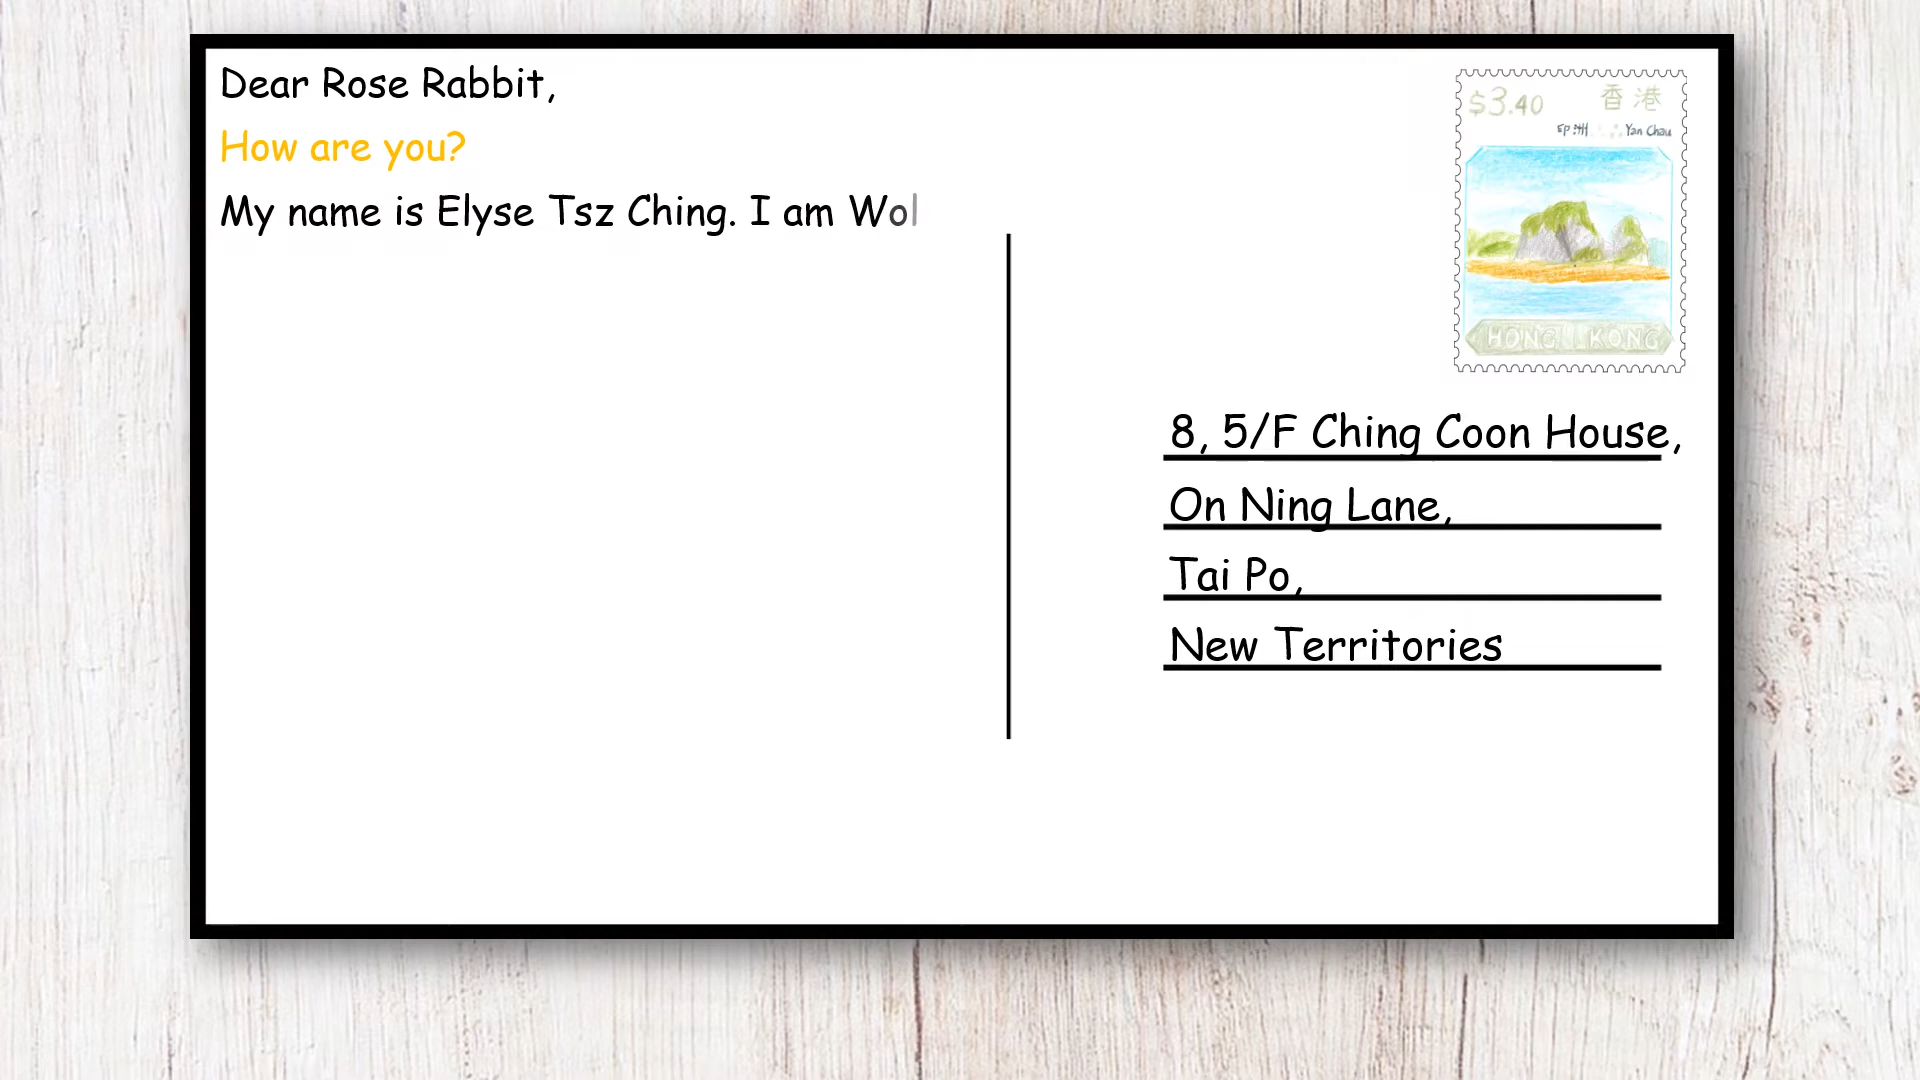 Dear Rose Rabbit,
How are you?
My name is Elyse Tsz Ching. I am Wol
$3.40 香港
Yan Chau
HONG KONG
8, 5/F Ching Coon House,
On Ning Lane,
Tai Po,
New Territories